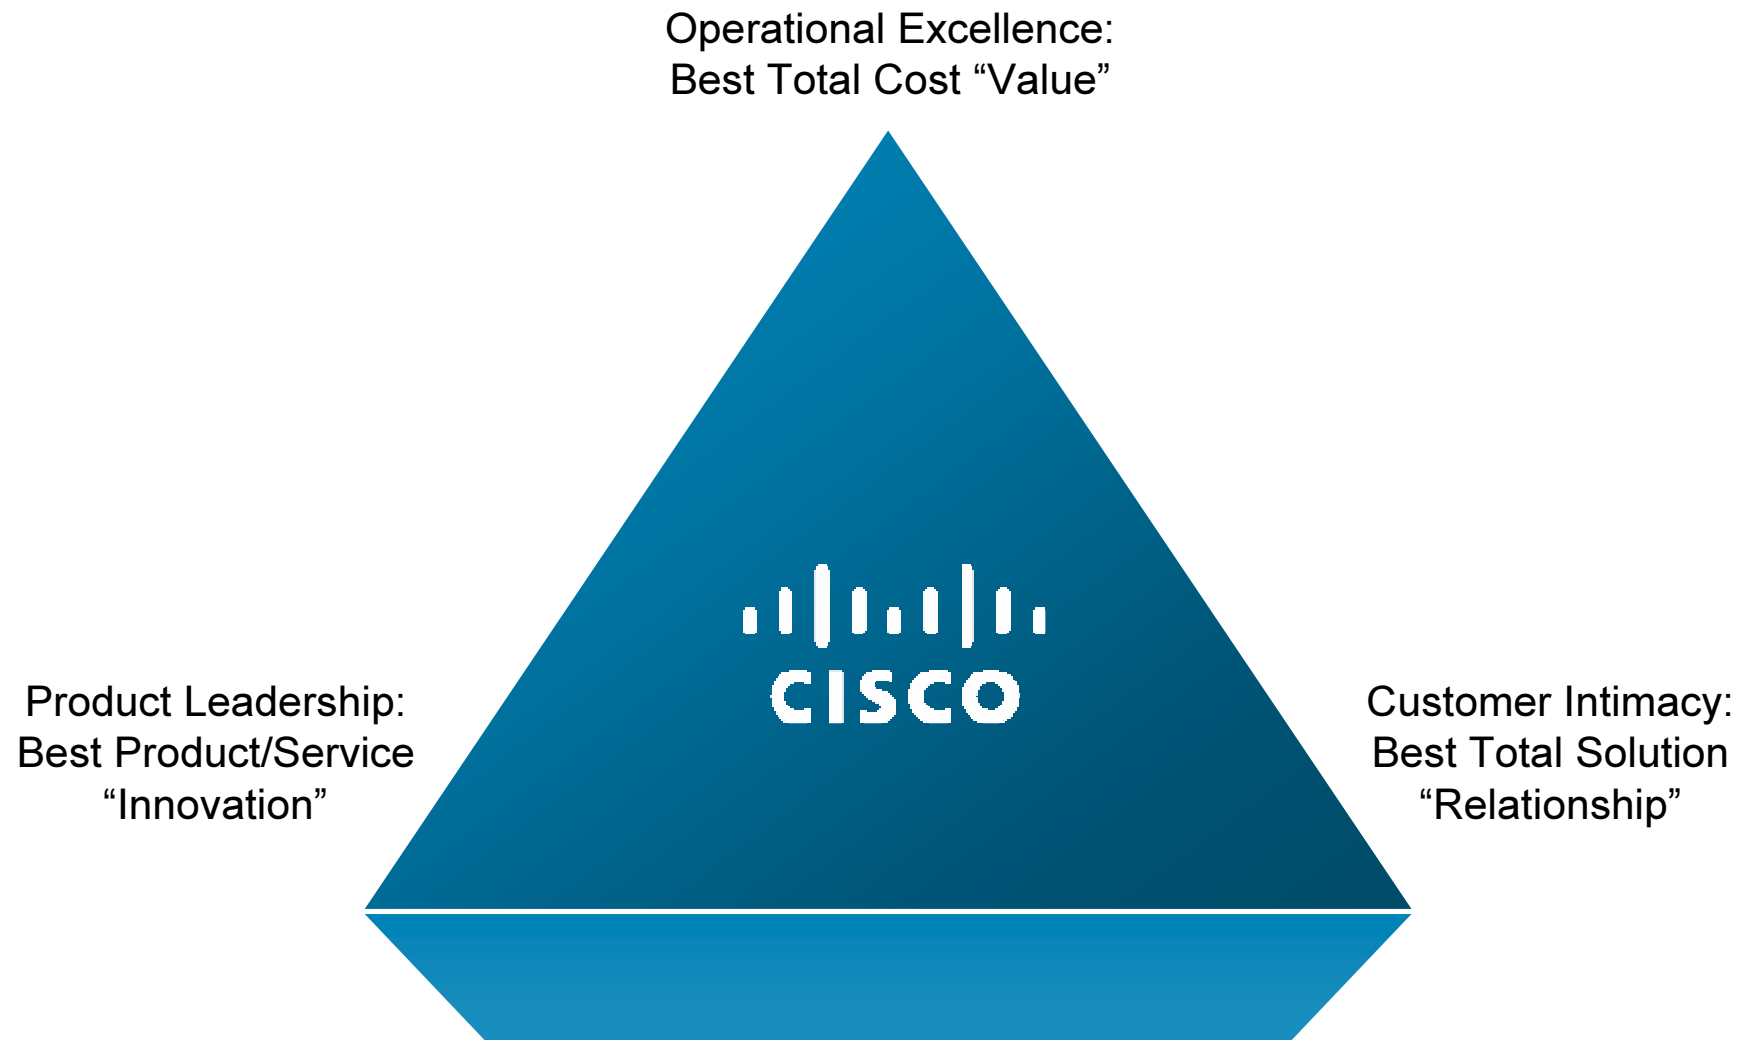 Operational Excellence:
Best Total Cost “Value”
CISCO
Product Leadership:
Best Product/Service
“Innovation”
Customer Intimacy:
Best Total Solution
“Relationship”